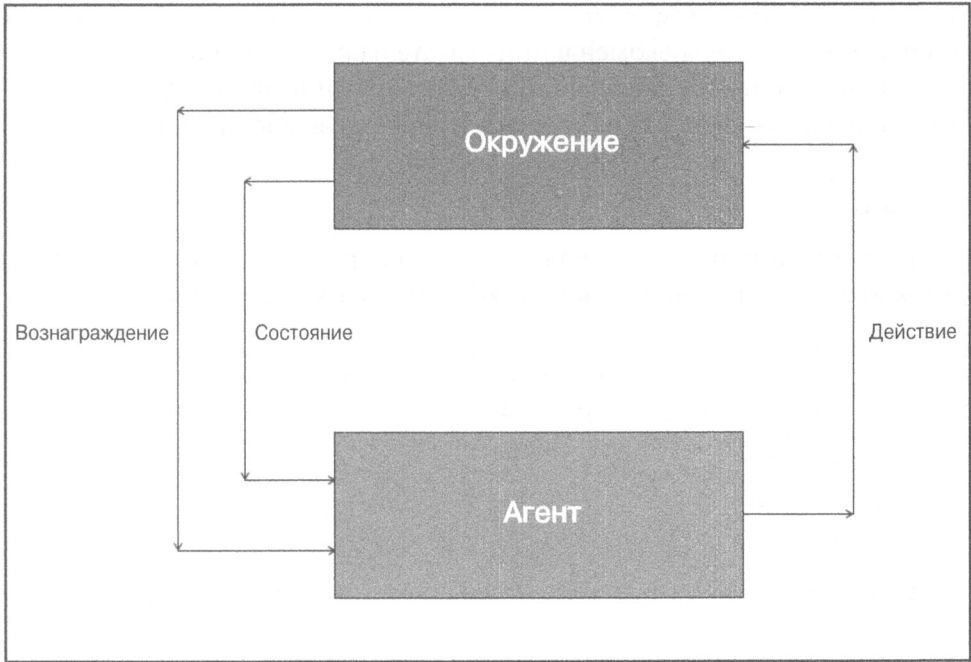 Окружение
Вознаграждение
Состояние
Действие
Агент